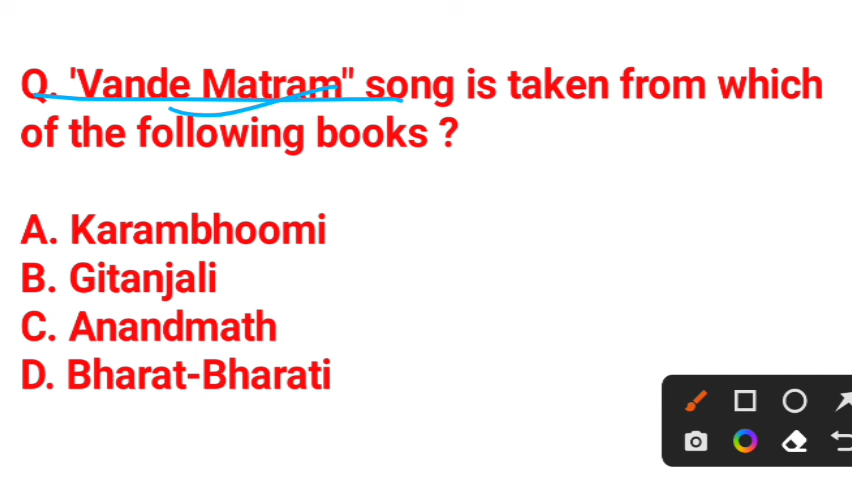 Q. 'Vande Matram" song is taken from which
of the following books ?
A. Karambhoomi
B. Gitanjali
C. Anandmath
D. Bharat-Bharati